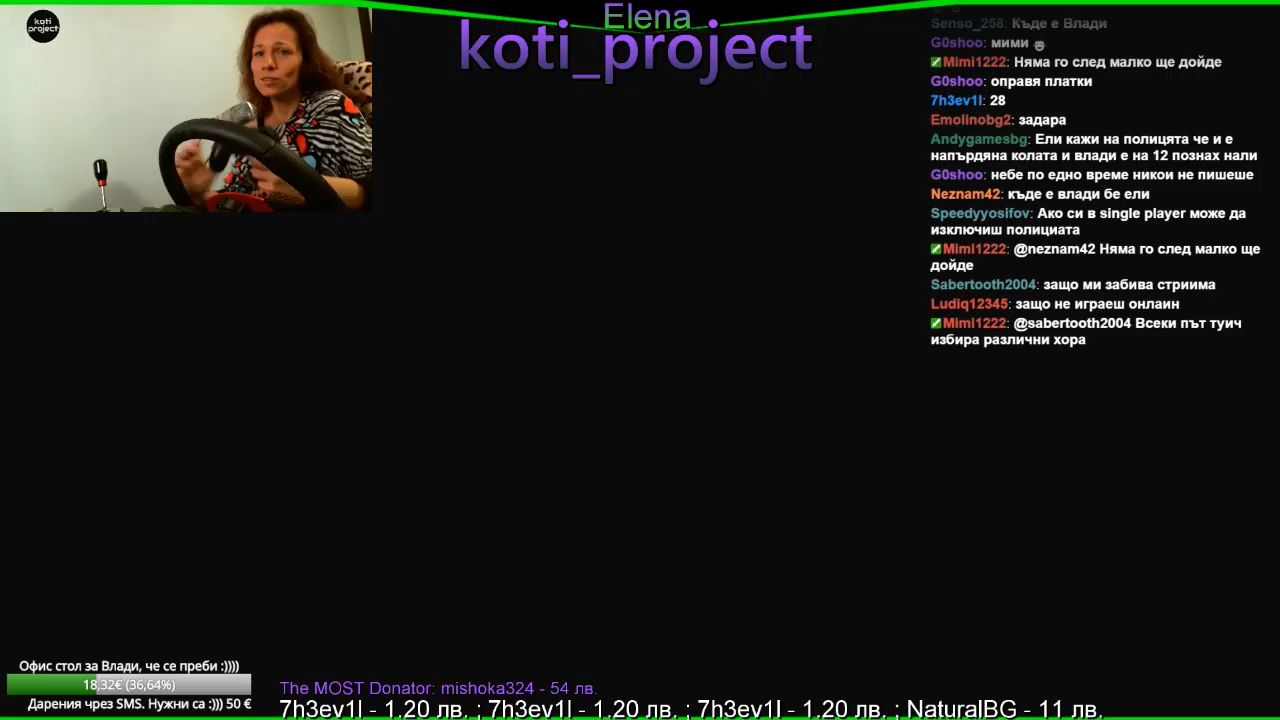 koti
project
Elena
koti_project
Senso_258: Къде е Влади
G0shoo: мими
Mimi1222: Няма го след малко ще дойде
G0shoo: оправя платки
7h3ev1l: 28
Emolinobg2: задара
Andygamesbg: Ели кажи на полицята че и е
напърдяна колата и влади е на 12 познах нали
G0shoo: небе по едно време никои не пишеше
Neznam42: къде е влади бе ели
Speedyyosifov: Ако си в single player може да
изключиш полициата
Mimi1222: @neznam42 Няма го след малко ще
дойде
Sabertooth2004: защо ми забива стриима
Ludiq12345: защо не играеш онлаин
Mimi1222: @sabertooth2004 Всеки път туич
избира различни хора
Офис стол за Влади, че се преби :))))
18,32€ (36,64%)
Дарения чрез SMS. Нужни са :))) 50 €
The MOST Donator: mishoka324 - 54 лв.
7h3ev1l - 1.20 лв. ; 7h3ev1l - 1.20 лв. ; 7h3ev1l - 1.20 лв. ; NaturalBG - 11 лв.